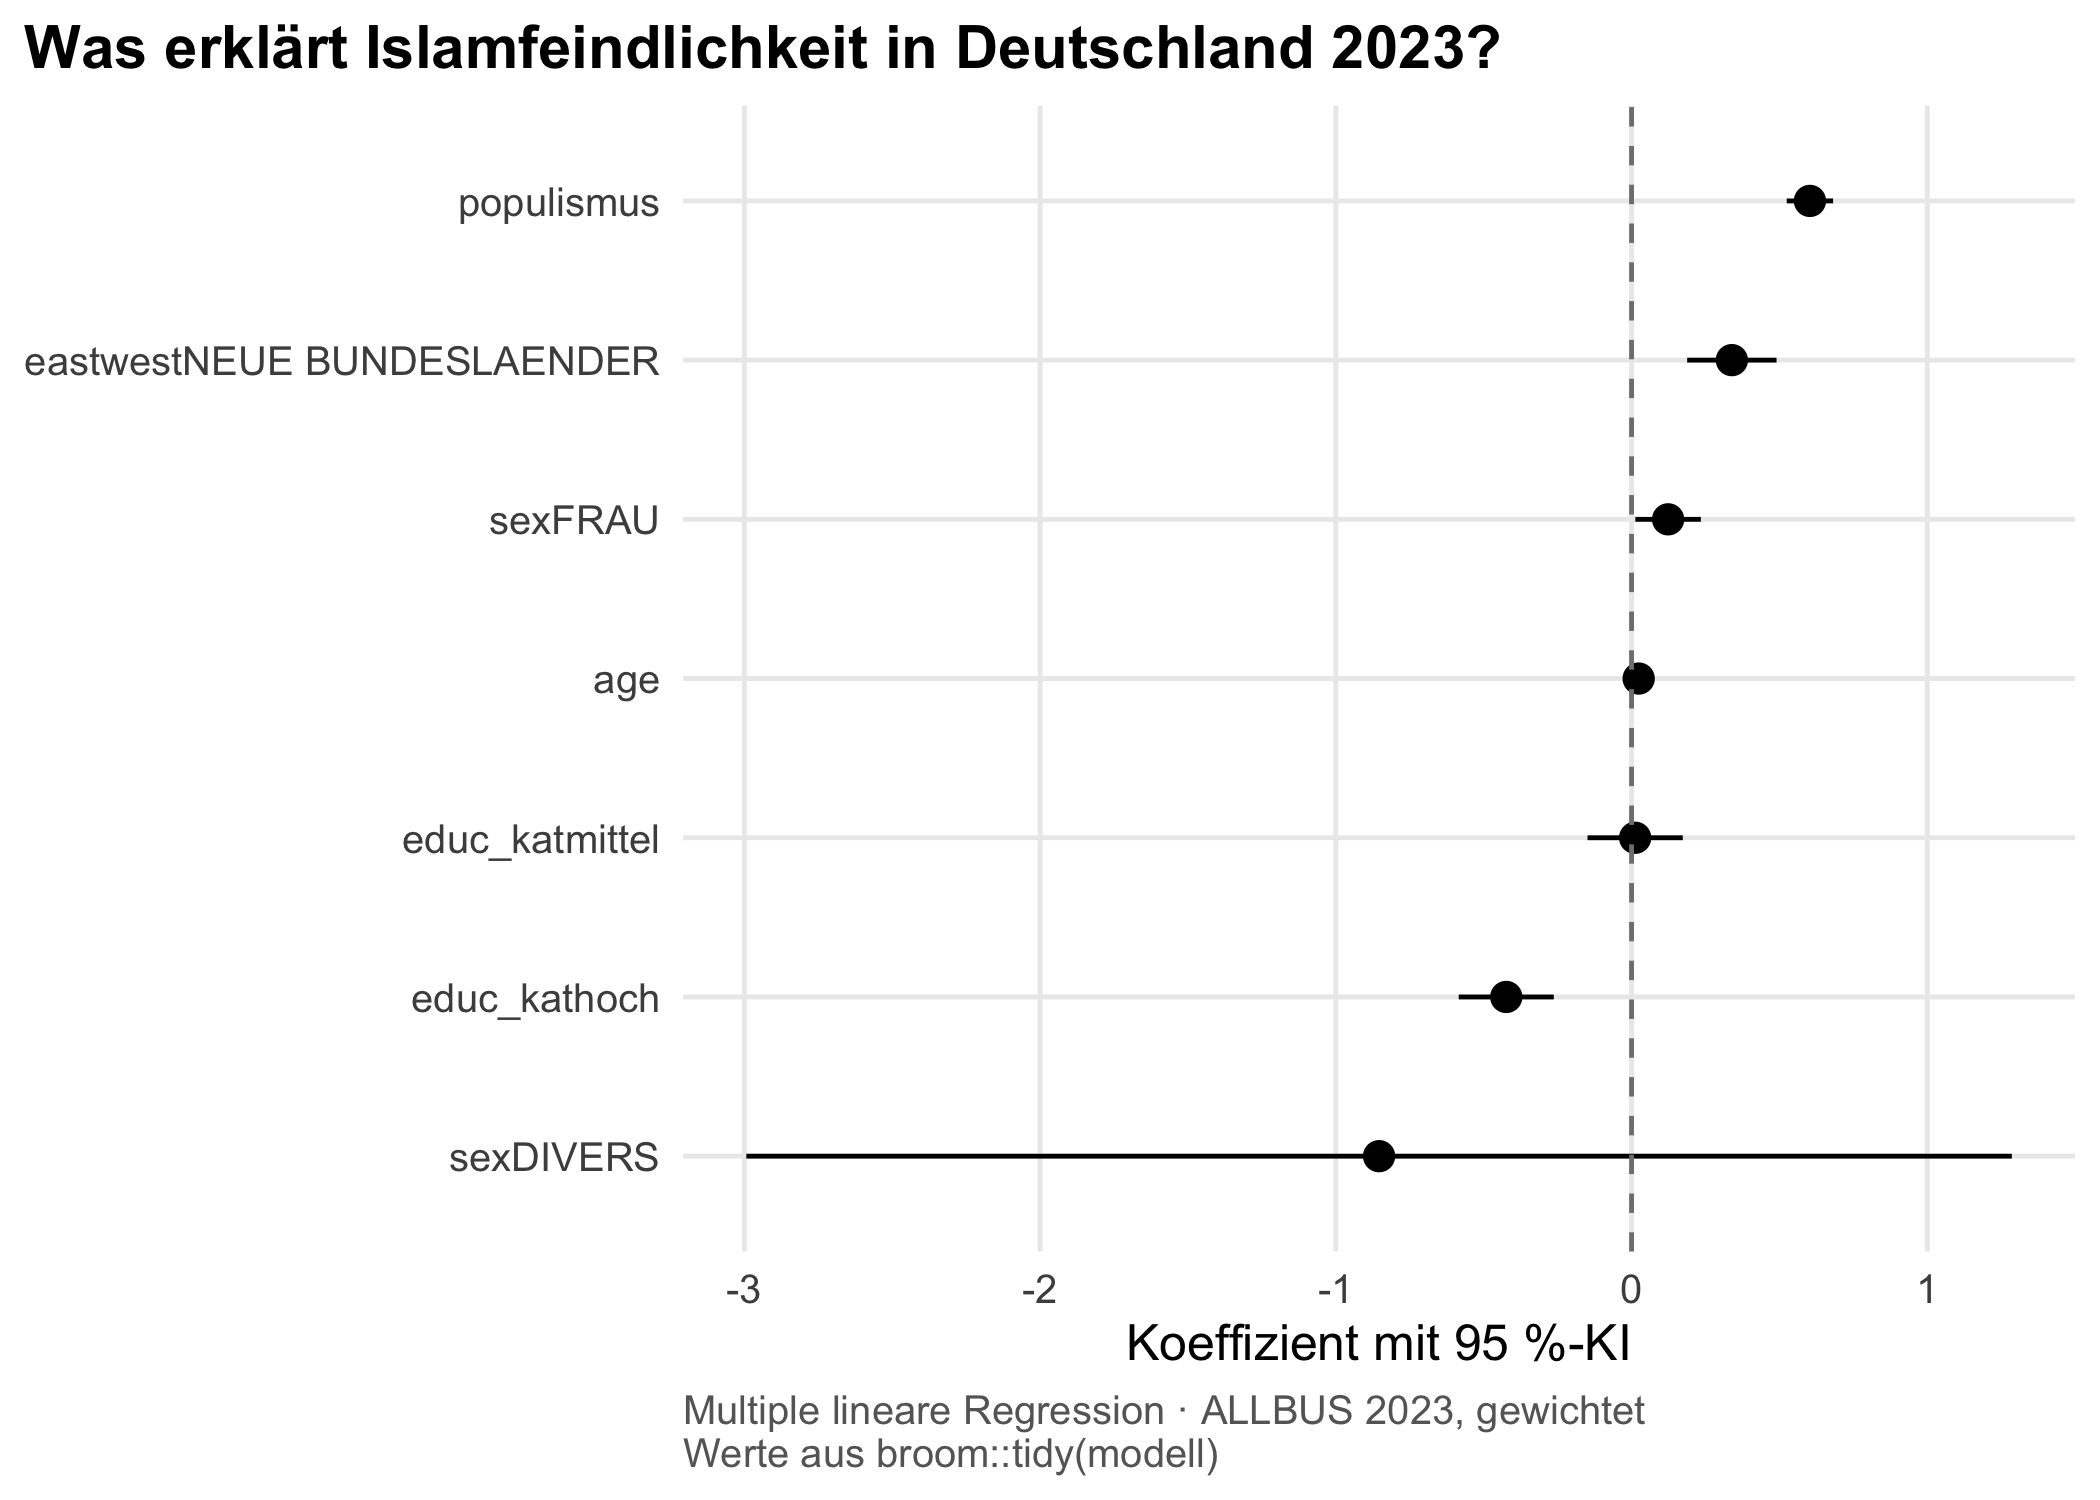 Was erklärt Islamfeindlichkeit in Deutschland 2023?
populismus
eastwestNEUE BUNDESLAENDER
sexFRAU
age
educ_katmittel
educ_kathoch
sexDIVERS
-3 -2 -1 0 1
Koeffizient mit 95 %-KI
Multiple lineare Regression · ALLBUS 2023, gewichtet
Werte aus broom::tidy(modell)